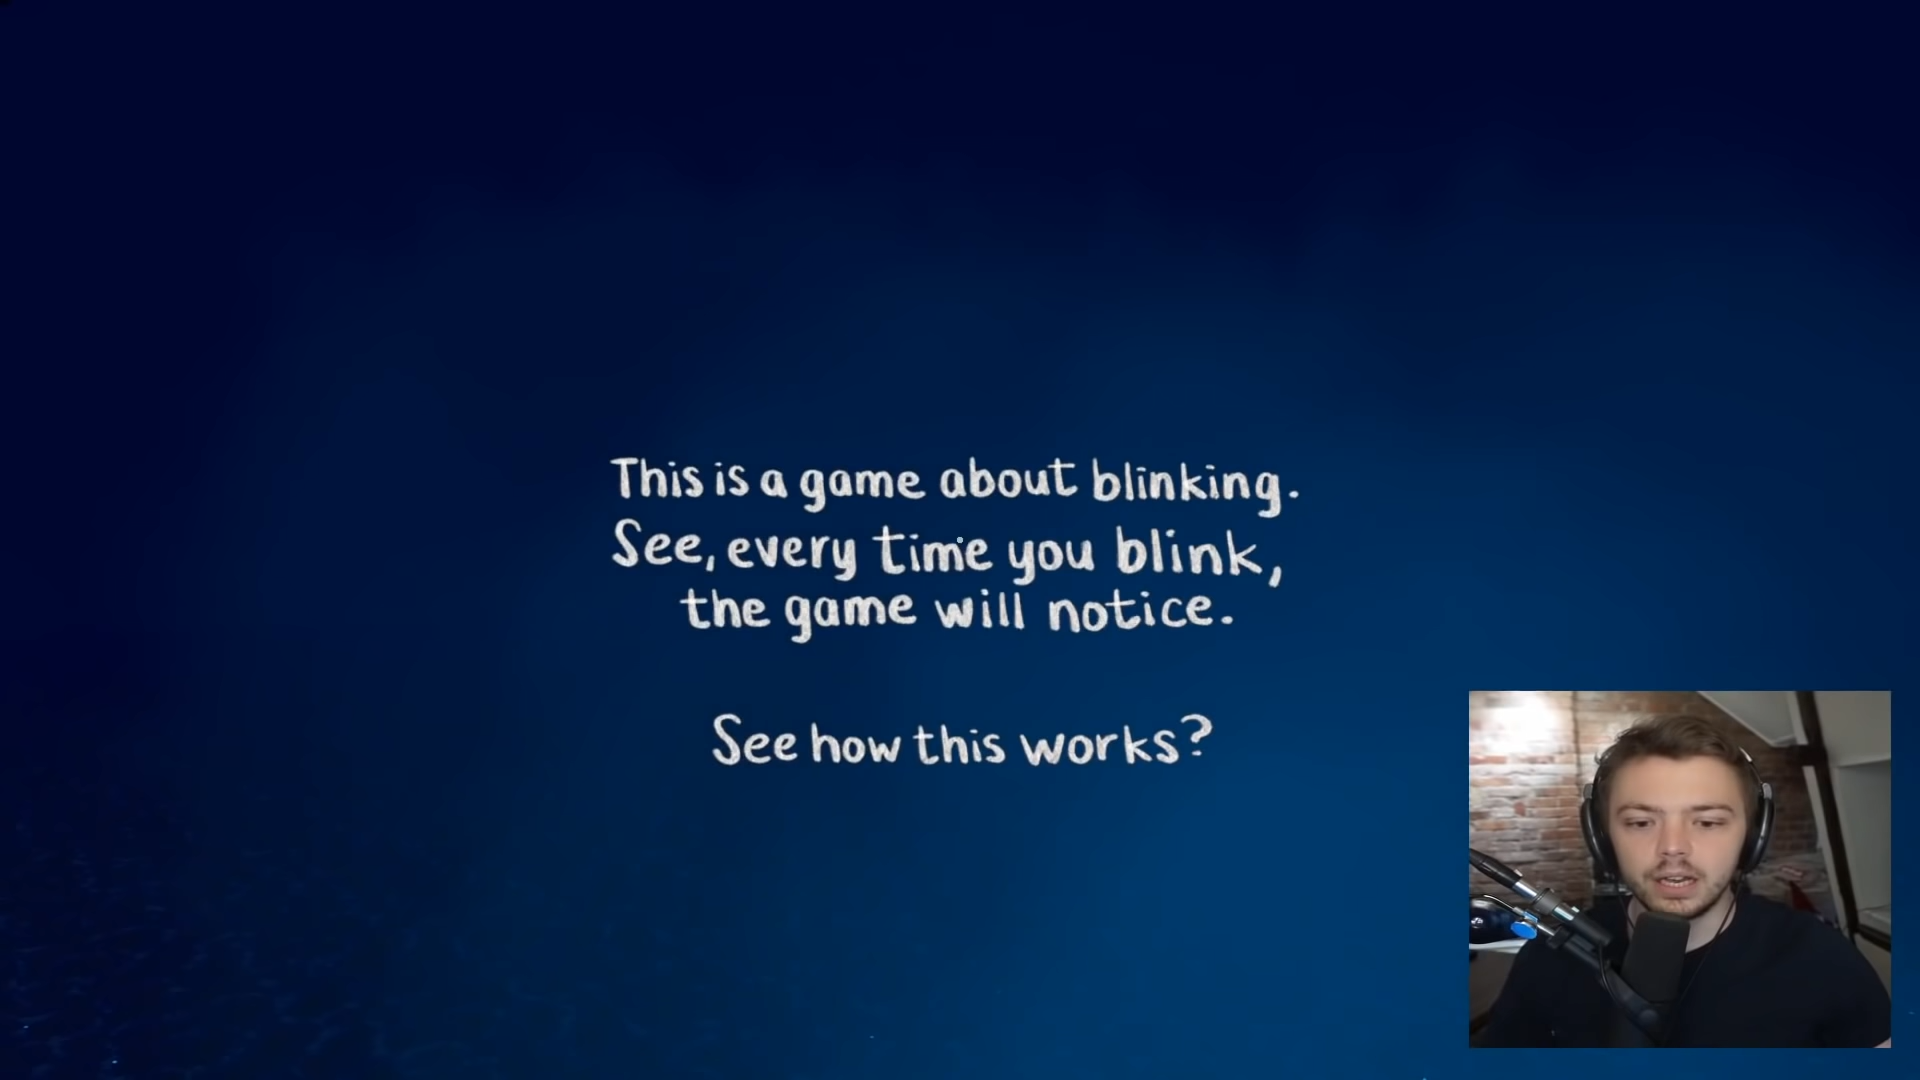 This is a game about blinking.
See, every time you blink,
the game will notice.
See how this works?